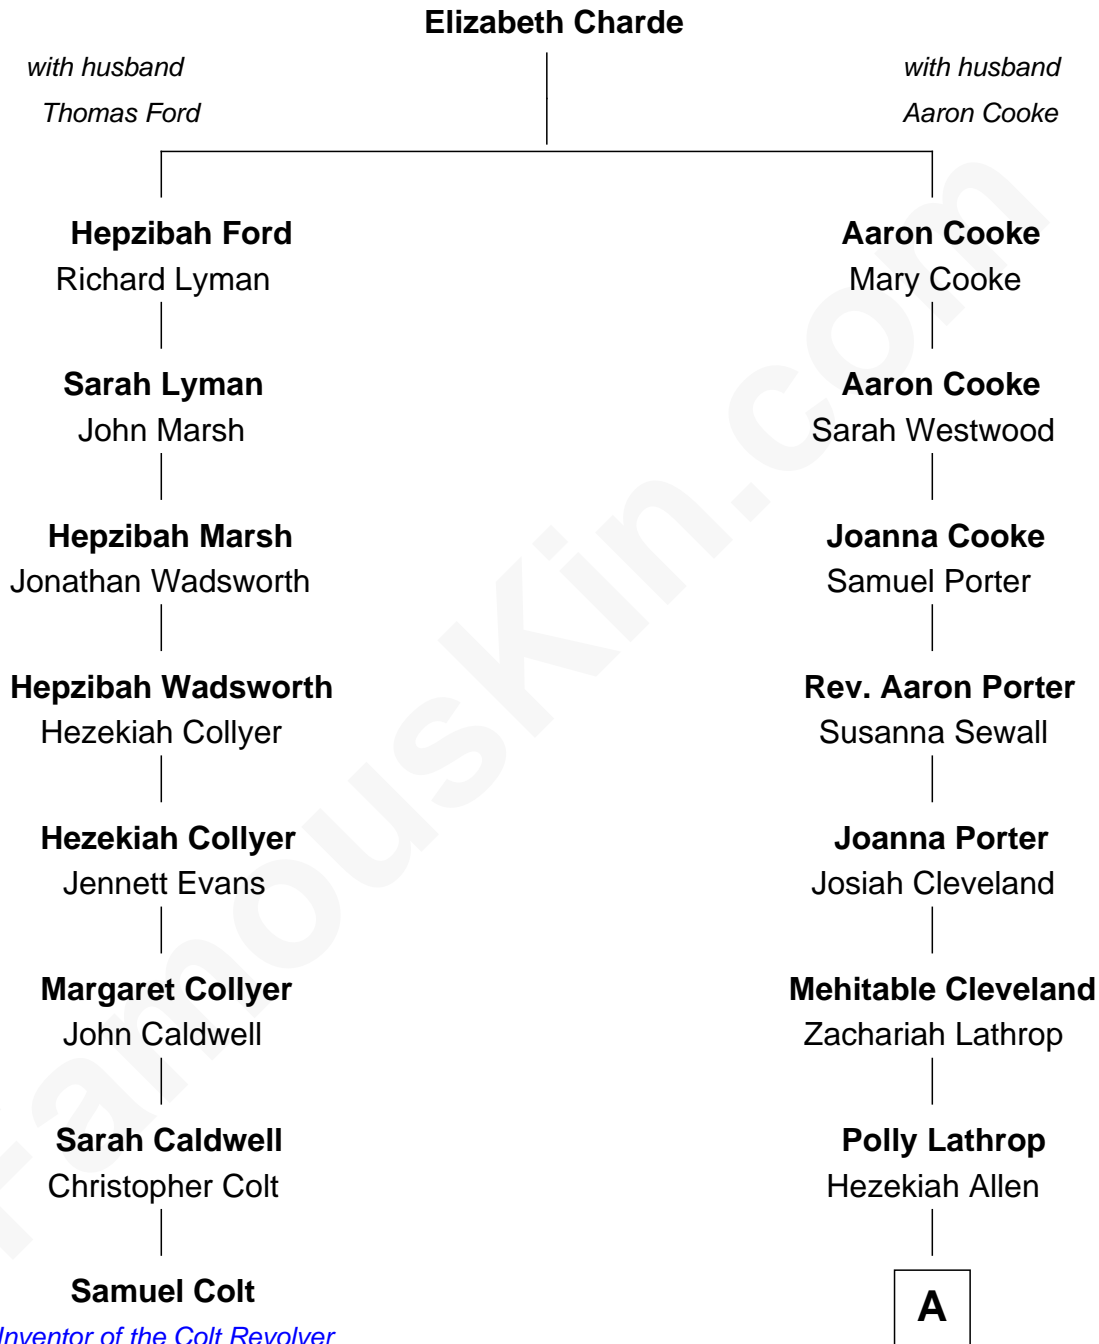 Elizabeth Charde
with husband
Thomas Ford
with husband
Aaron Cooke
Hepzibah Ford
Richard Lyman
Aaron Cooke
Mary Cooke
Sarah Lyman
John Marsh
Aaron Cooke
Sarah Westwood
Hepzibah Marsh
Jonathan Wadsworth
Joanna Cooke
Samuel Porter
Hepzibah Wadsworth
Hezekiah Collyer
Rev. Aaron Porter
Susanna Sewall
Hezekiah Collyer
Jennett Evans
Joanna Porter
Josiah Cleveland
Margaret Collyer
John Caldwell
Mehitable Cleveland
Zachariah Lathrop
Sarah Caldwell
Christopher Colt
Polly Lathrop
Hezekiah Allen
Samuel Colt
Inventor of the Colt Revolver
A
FamousKin.com